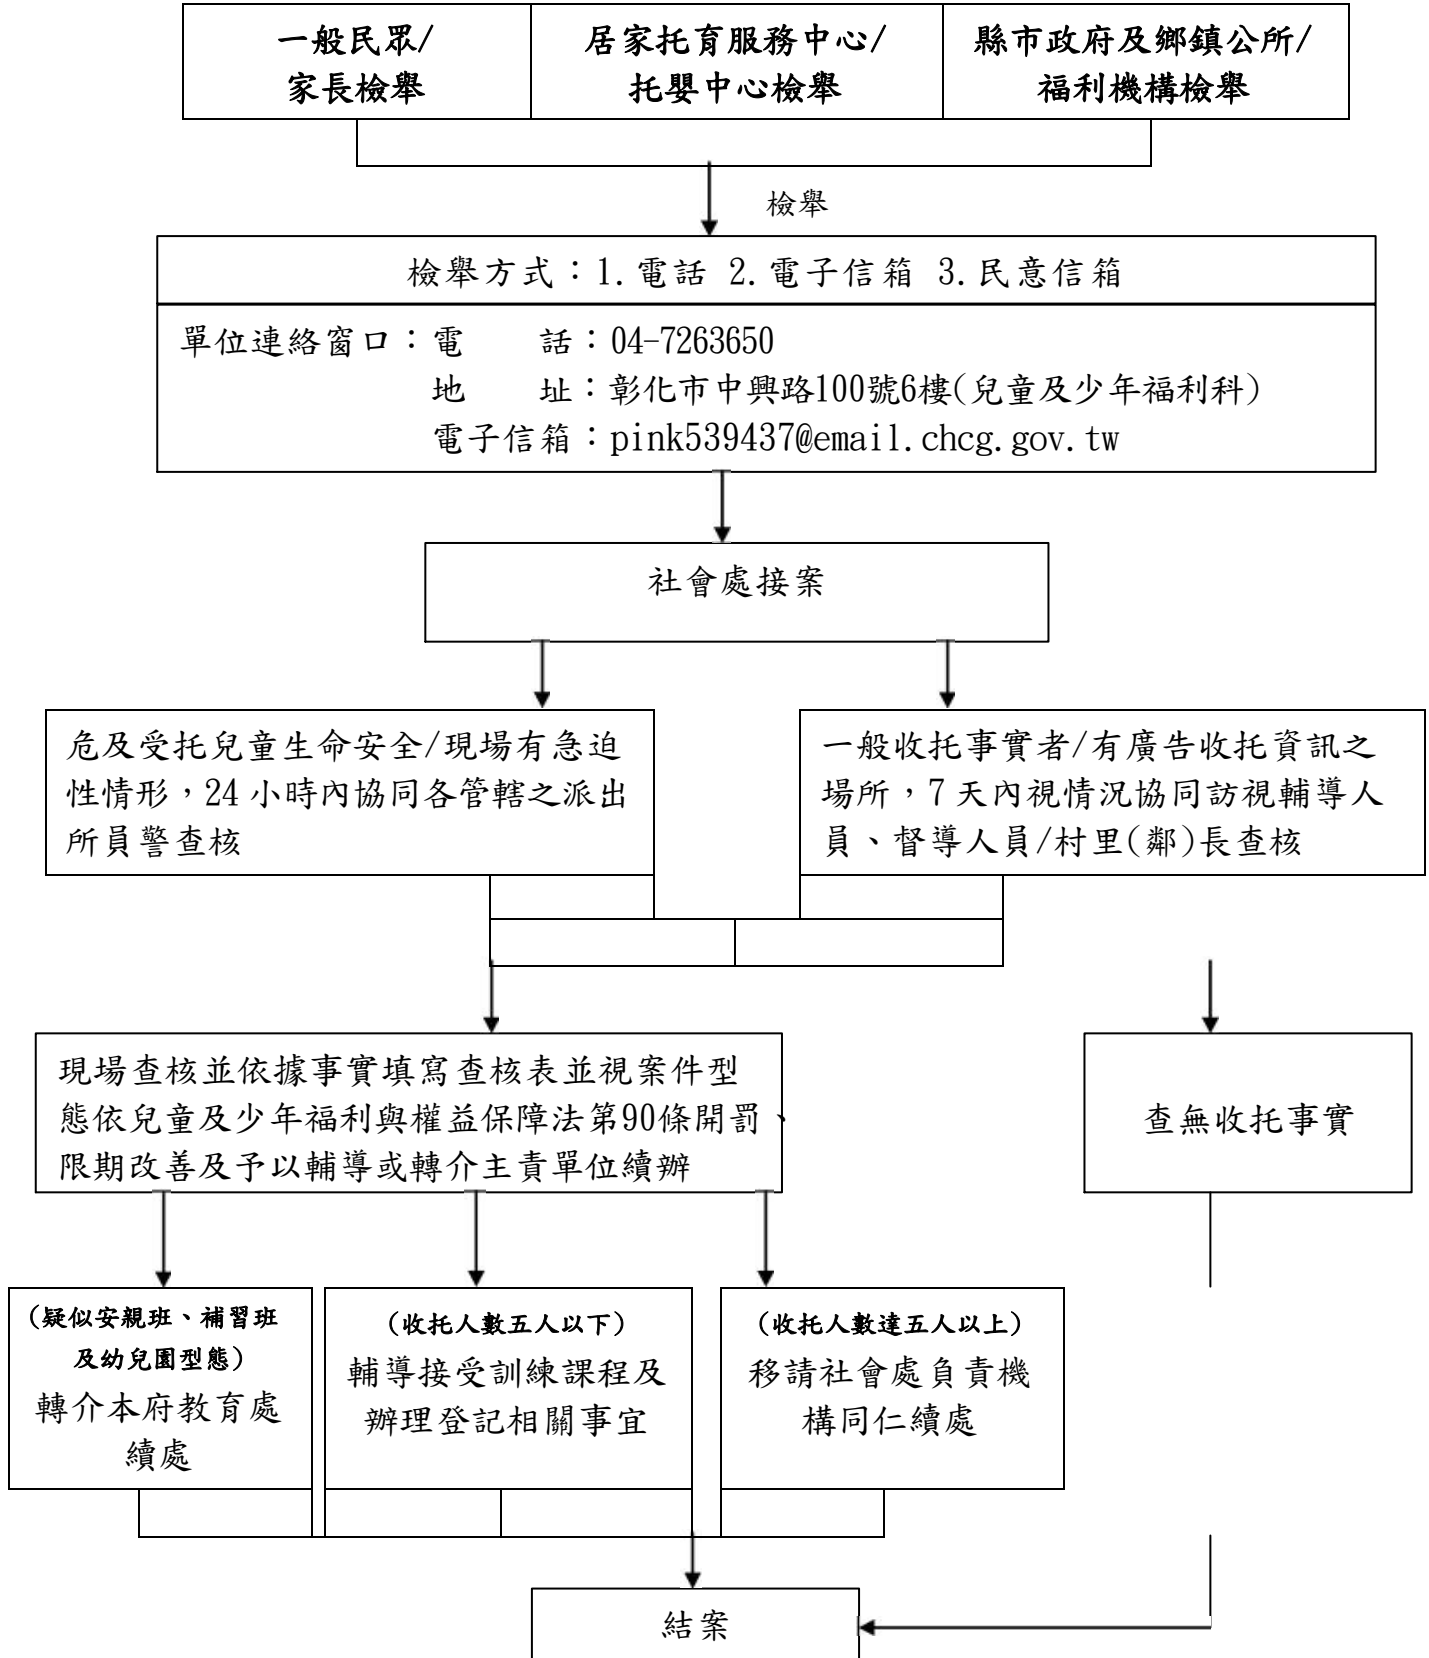 一般民眾/
家長檢舉
居家托育服務中心/
托嬰中心檢舉
縣市政府及鄉鎮公所/
福利機構檢舉
檢舉
檢舉方式：1.電話 2.電子信箱 3.民意信箱
單位連絡窗口：電　　話：04-7263650
地　　址：彰化市中興路100號6樓(兒童及少年福利科)
電子信箱：pink539437@email.chcg.gov.tw
社會處接案
危及受托兒童生命安全/現場有急迫
性情形，24小時內協同各管轄之派出
所員警查核
一般收托事實者/有廣告收托資訊之
場所，7天內視情況協同訪視輔導人
員、督導人員/村里(鄰)長查核
現場查核並依據事實填寫查核表並視案件型
態依兒童及少年福利與權益保障法第90條開罰、
限期改善及予以輔導或轉介主責單位續辦
查無收托事實
(疑似安親班、補習班
及幼兒園型態)
轉介本府教育處
續處
(收托人數五人以下)
輔導接受訓練課程及
辦理登記相關事宜
(收托人數達五人以上)
移請社會處負責機
構同仁續處
結案